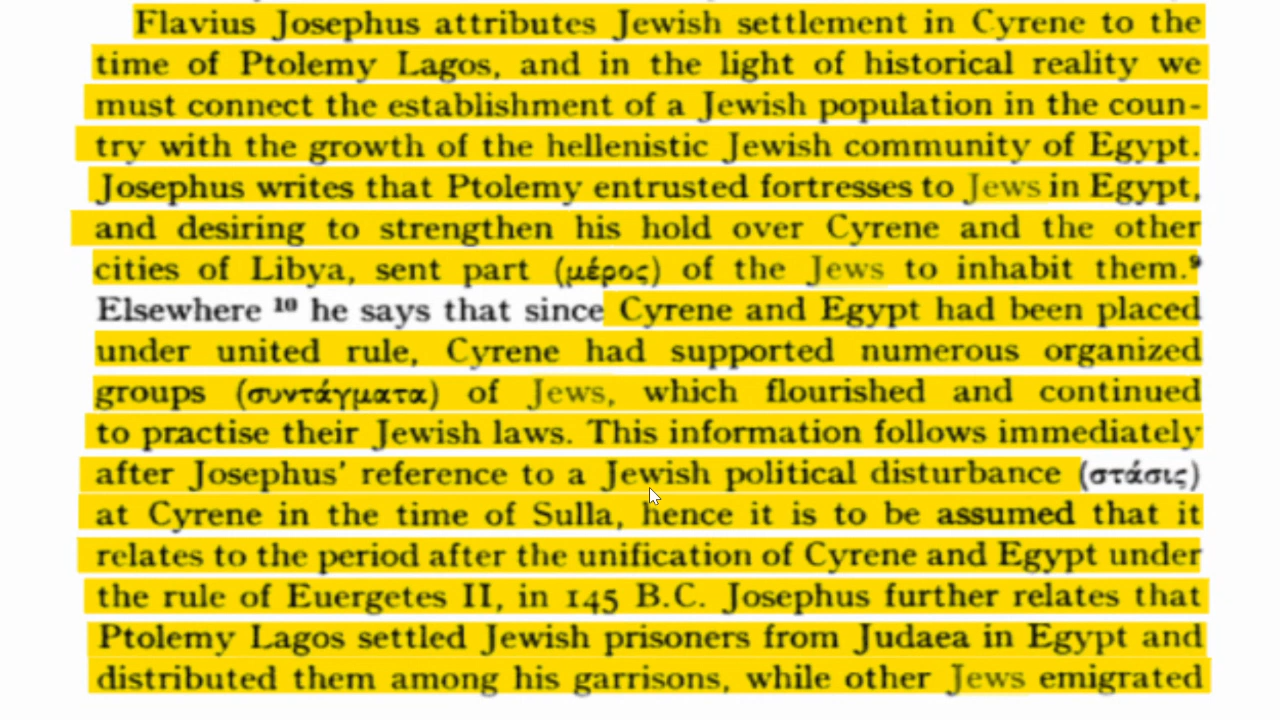 Flavius Josephus attributes Jewish settlement in Cyrene to the
time of Ptolemy Lagos, and in the light of historical reality we
must connect the establishment of a Jewish population in the coun-
try with the growth of the hellenistic Jewish community of Egypt.
Josephus writes that Ptolemy entrusted fortresses to Jews in Egypt,
and desiring to strengthen his hold over Cyrene and the other
cities of Libya, sent part (μέρος) of the Jews to inhabit them.⁹
Elsewhere ¹⁰ he says that since Cyrene and Egypt had been placed
under united rule, Cyrene had supported numerous organized
groups (συντάγματα) of Jews, which flourished and continued
to practise their Jewish laws. This information follows immediately
after Josephus' reference to a Jewish political disturbance (στάσις)
at Cyrene in the time of Sulla, hence it is to be assumed that it
relates to the period after the unification of Cyrene and Egypt under
the rule of Euergetes II, in 145 B.C. Josephus further relates that
Ptolemy Lagos settled Jewish prisoners from Judaea in Egypt and
distributed them among his garrisons, while other Jews emigrated